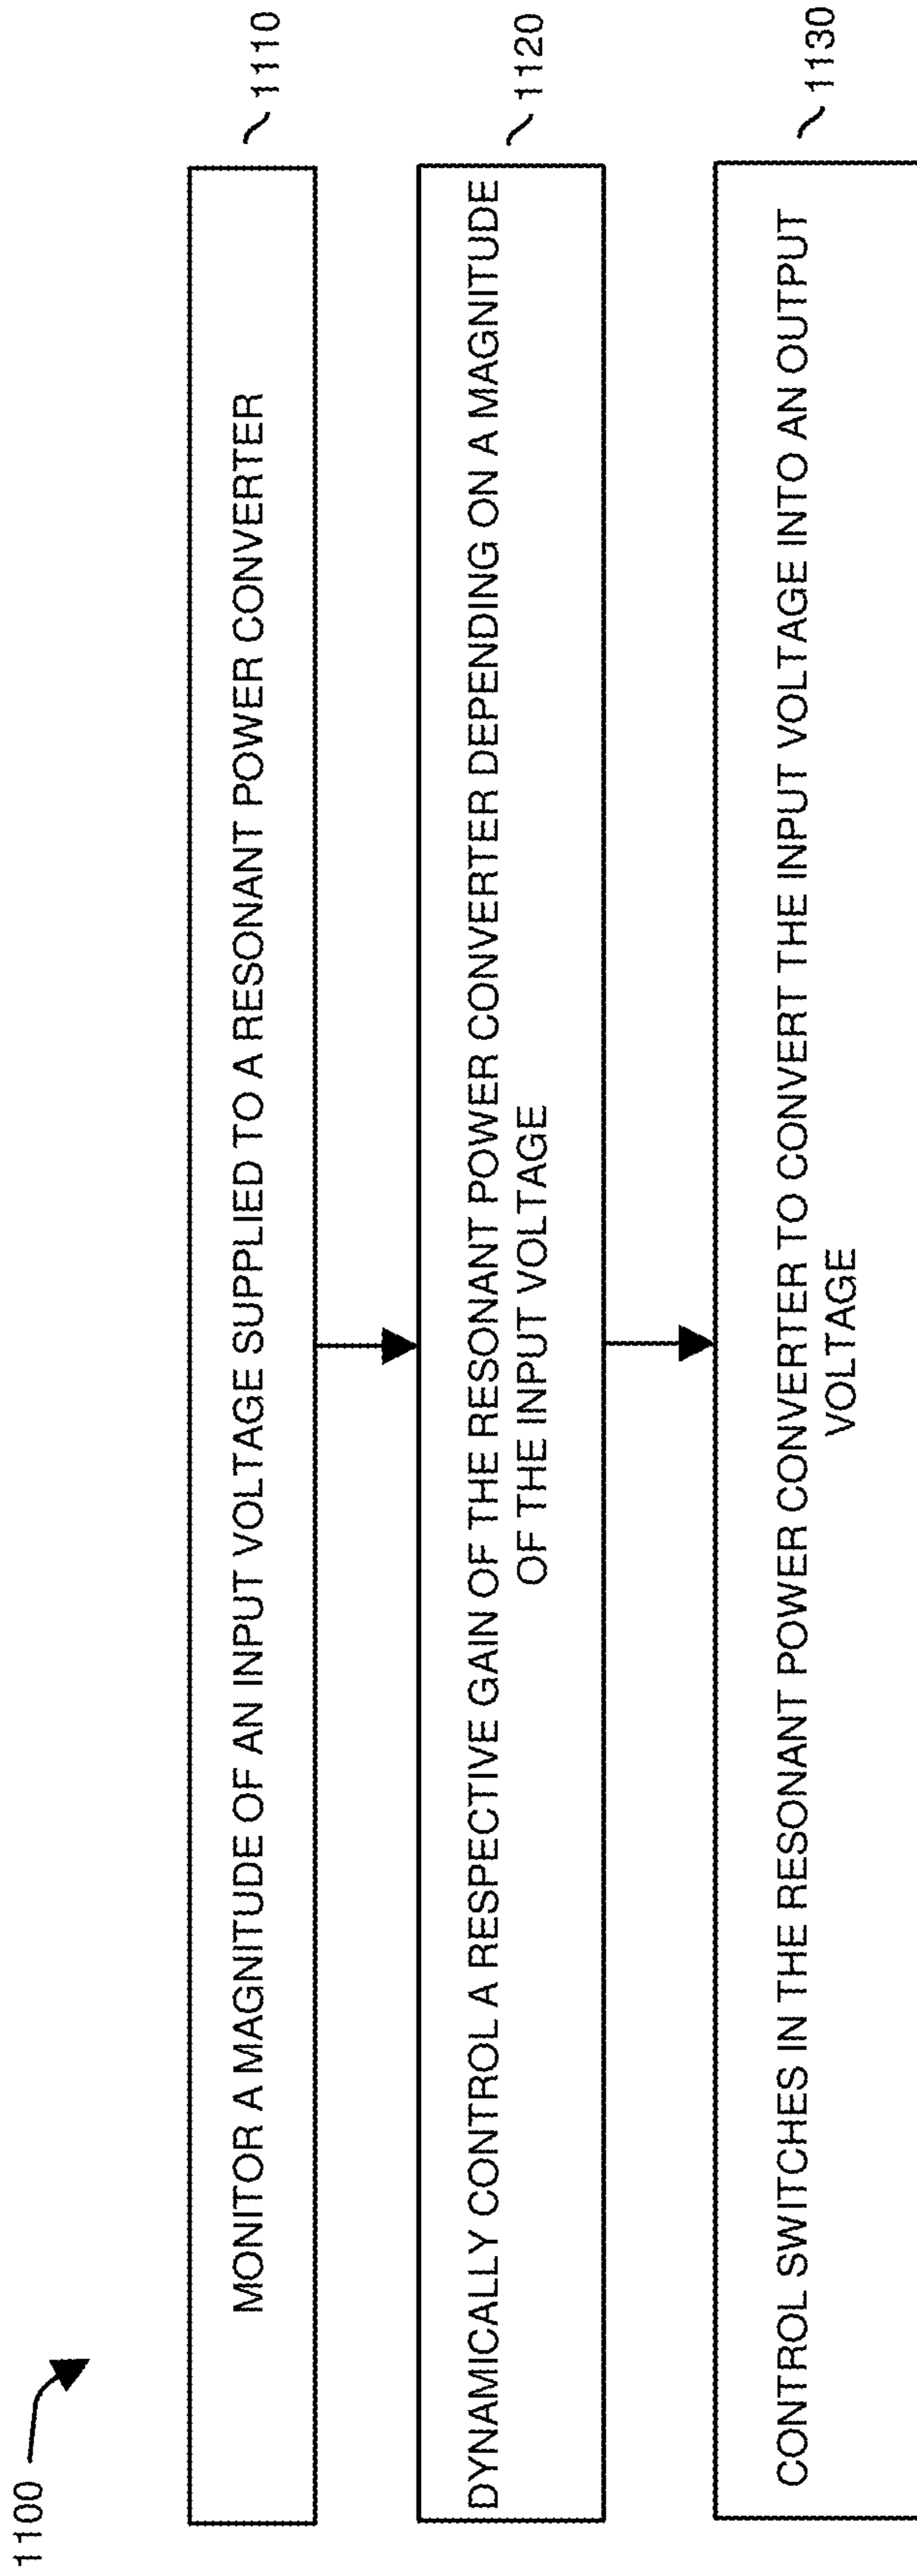 1100
MONITOR A MAGNITUDE OF AN INPUT VOLTAGE SUPPLIED TO A RESONANT POWER CONVERTER
1110
DYNAMICALLY CONTROL A RESPECTIVE GAIN OF THE RESONANT POWER CONVERTER DEPENDING ON A MAGNITUDE
OF THE INPUT VOLTAGE
1120
CONTROL SWITCHES IN THE RESONANT POWER CONVERTER TO CONVERT THE INPUT VOLTAGE INTO AN OUTPUT
VOLTAGE
1130